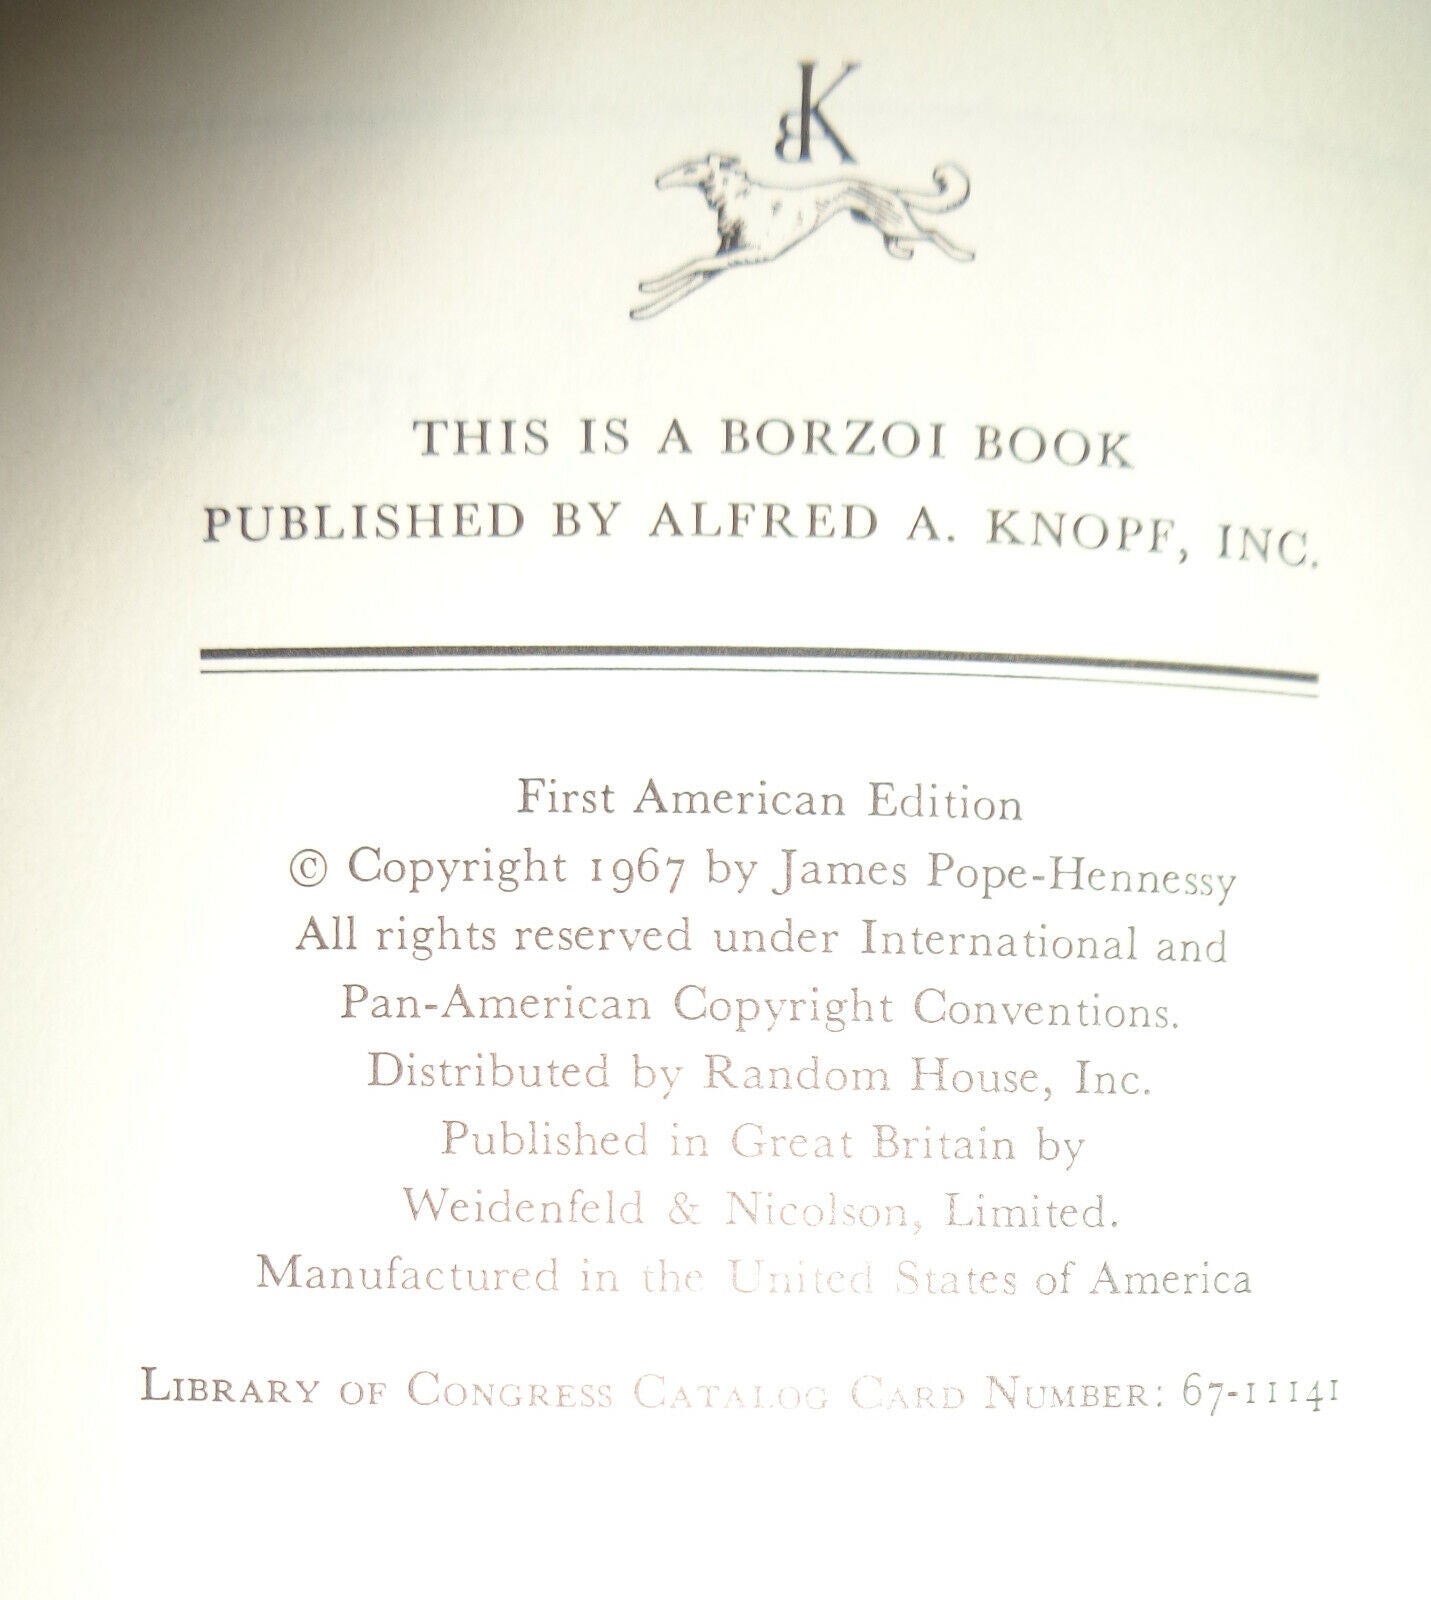 BK
THIS IS A BORZOI BOOK
PUBLISHED BY ALFRED A. KNOPF, INC.
First American Edition
© Copyright 1967 by James Pope-Hennessy
All rights reserved under International and
Pan-American Copyright Conventions.
Distributed by Random House, Inc.
Published in Great Britain by
Weidenfeld & Nicolson, Limited.
Manufactured in the United States of America
LIBRARY OF CONGRESS CATALOG CARD NUMBER: 67-11141